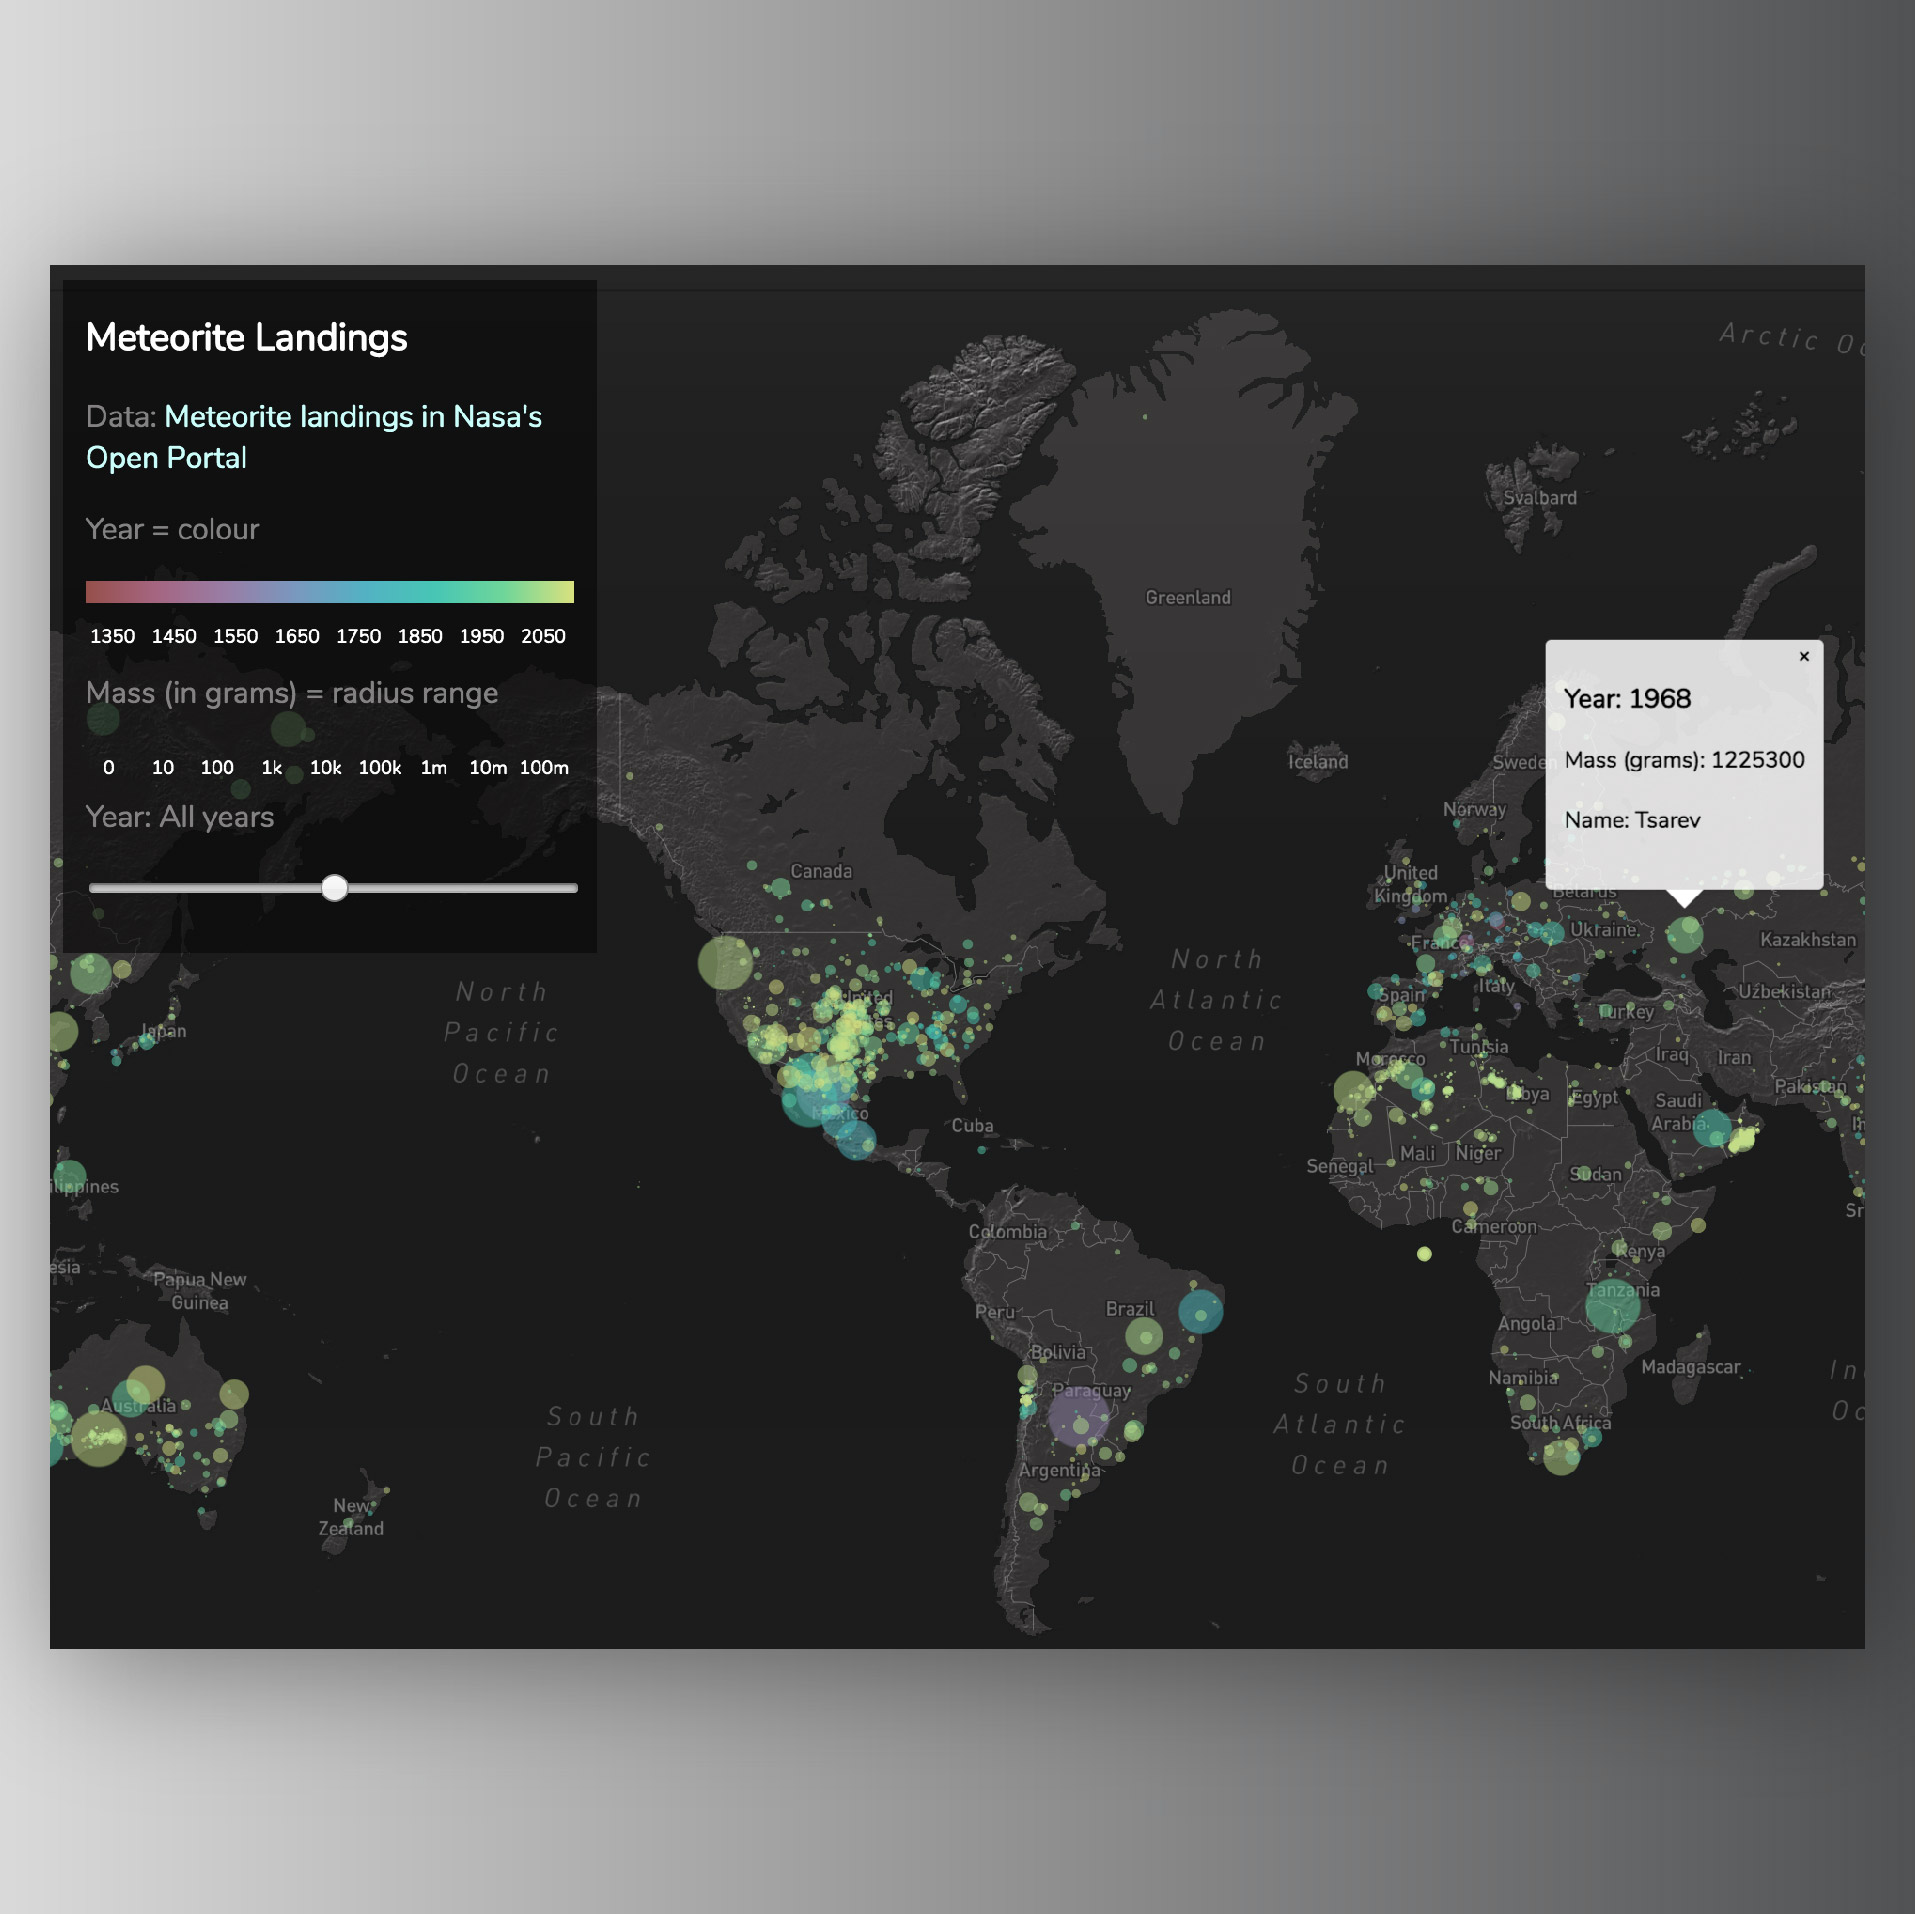 Meteorite Landings
Data: Meteorite landings in Nasa's
Open Portal
Year = colour
1350 1450 1550 1650 1750 1850 1950 2050
Mass (in grams) = radius range
0 10 100 1k 10k 100k 1m 10m 100m
Year: All years
Arctic Oc
Svalbard
Greenland
×
Year: 1968
Mass (grams): 1225300
Name: Tsarev
Iceland
Sweden
Norway
Canada
United
Kingdom
Belarus
Ukraine
France
Kazakhstan
North
Pacific
Ocean
North
Atlantic
Ocean
United
Japan
Spain
Italy
Uzbekistan
Turkey
Tunisia
Morocco
Iraq
Iran
Pakistan
Libya
Egypt
Saudi
Arabia
In
Mexico
Cuba
Mali
Niger
Senegal
Sudan
ilippines
Sr
Colombia
Cameroon
Kenya
esia
Papua New
Guinea
Tanzania
Peru
Brazil
Angola
Bolivia
Madagascar
Namibia
In
Oc
Paraguay
Australia
South
Pacific
Ocean
South
Atlantic
Ocean
South Africa
Argentina
New
Zealand